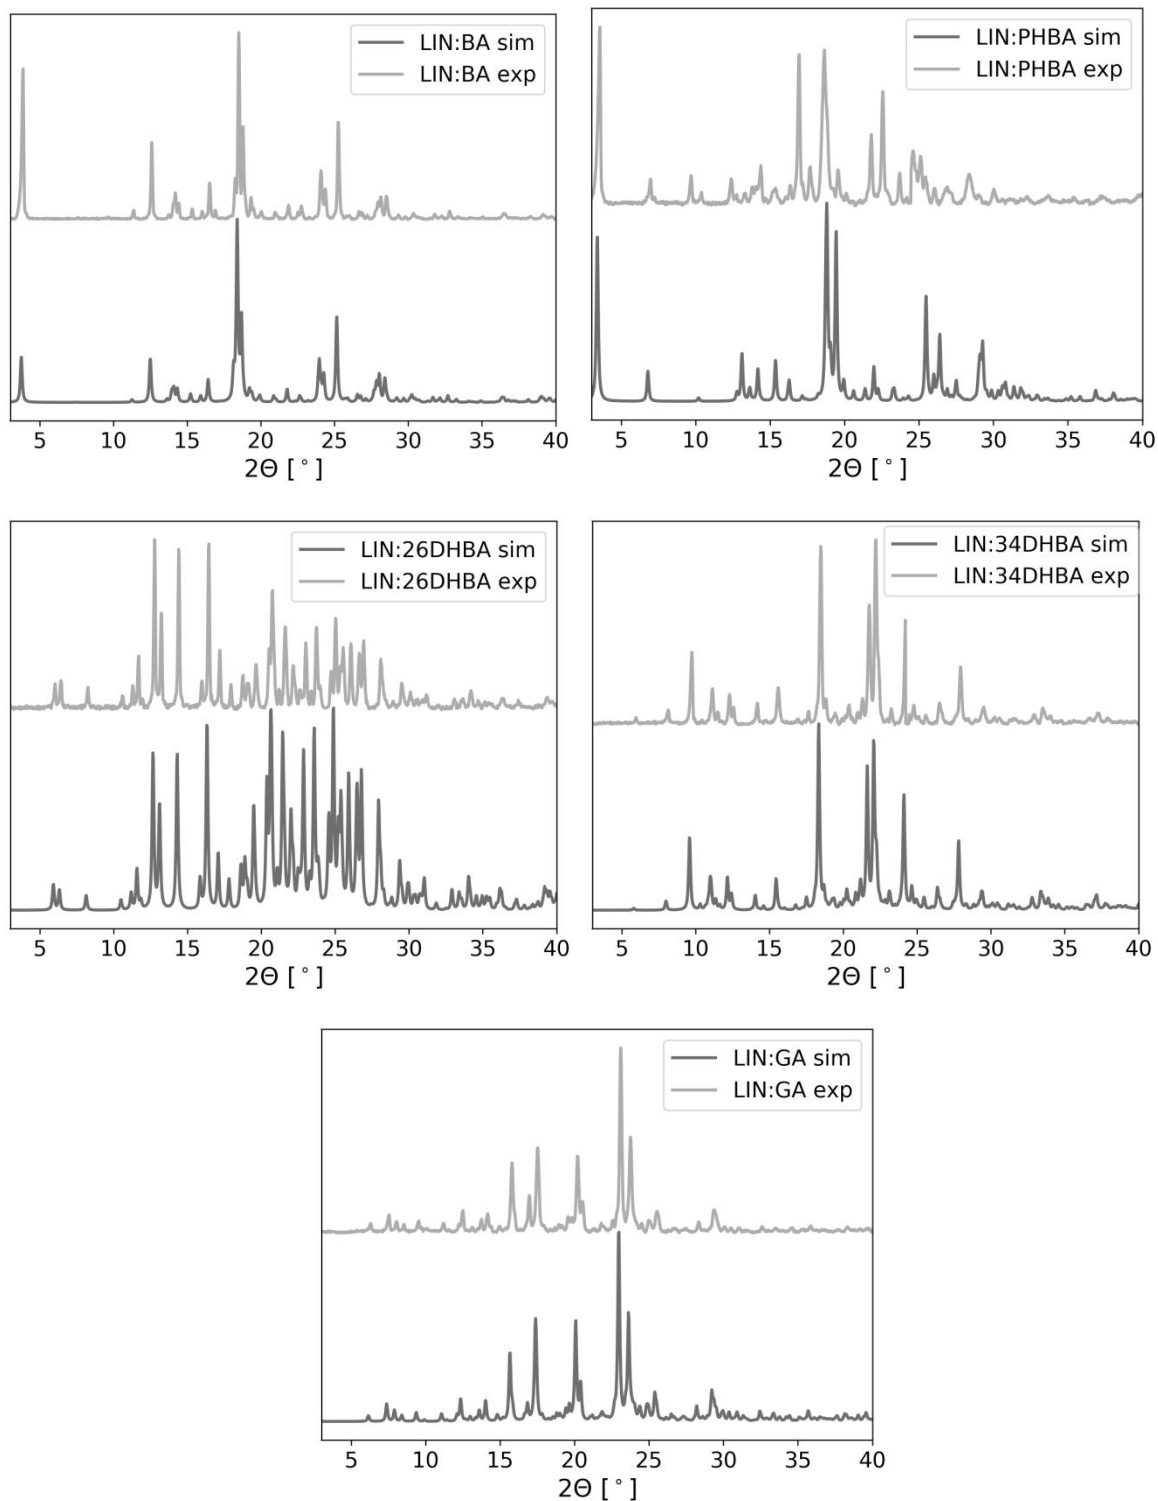 LIN:BA sim
LIN:BA exp
5 10 15 20 25 30 35 40
2Θ [°]
LIN:PHBA sim
LIN:PHBA exp
5 10 15 20 25 30 35 40
2Θ [°]
LIN:26DHBA sim
LIN:26DHBA exp
5 10 15 20 25 30 35 40
2Θ [°]
LIN:34DHBA sim
LIN:34DHBA exp
5 10 15 20 25 30 35 40
2Θ [°]
LIN:GA sim
LIN:GA exp
5 10 15 20 25 30 35 40
2Θ [°]